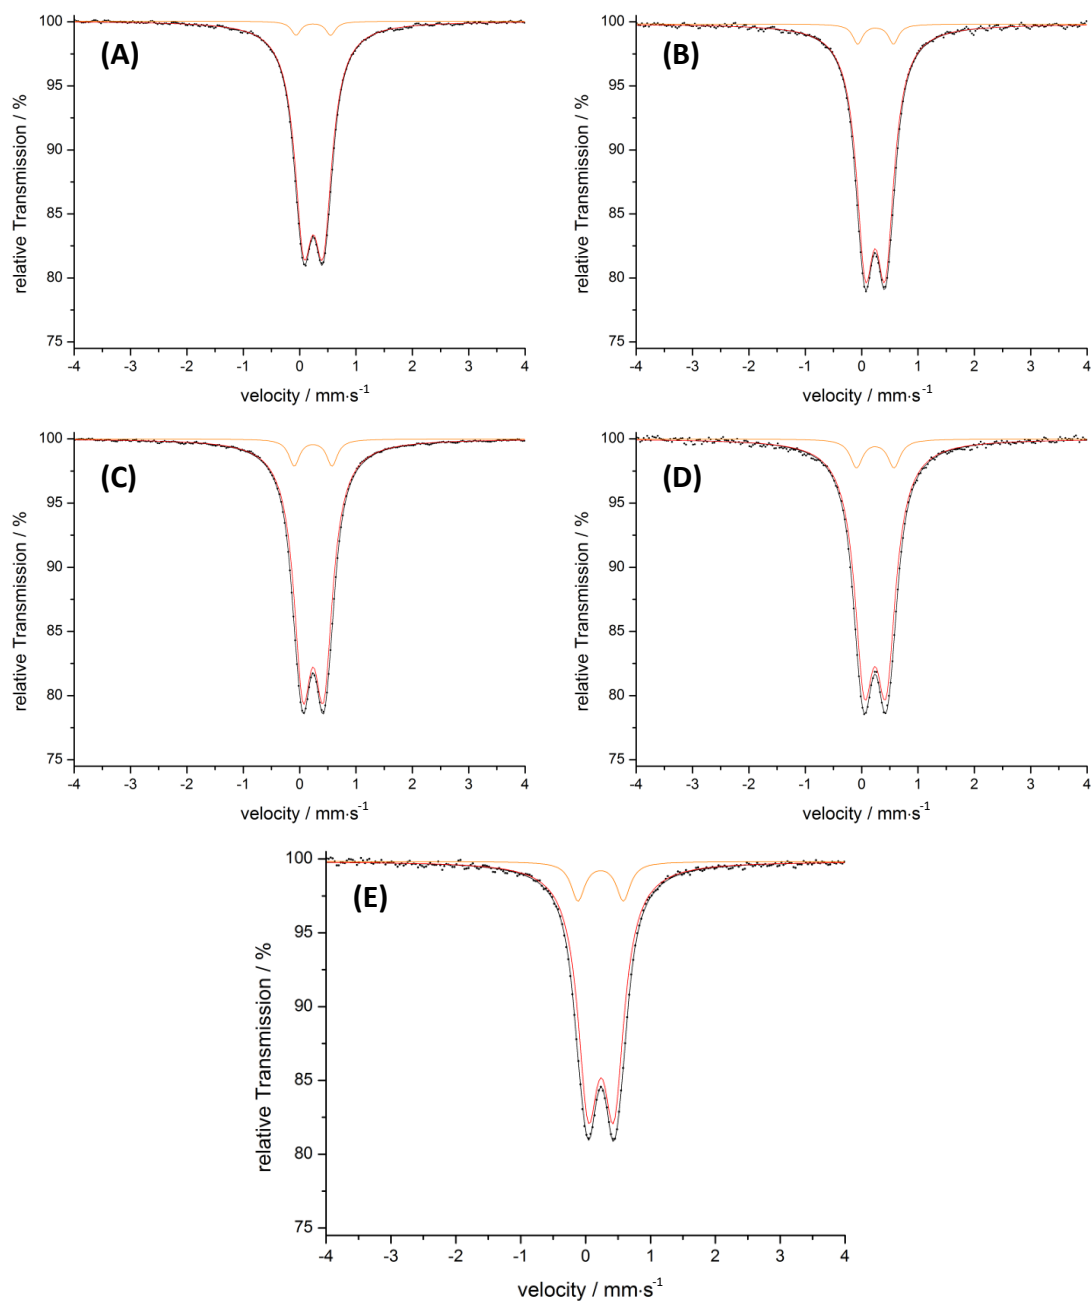 (A)
relative Transmission / %
100
95
90
85
80
75
-4 -3 -2 -1 0 1 2 3 4
velocity / mm·s⁻¹
(B)
relative Transmission / %
100
95
90
85
80
75
-4 -3 -2 -1 0 1 2 3 4
velocity / mm·s⁻¹
(C)
relative Transmission / %
100
95
90
85
80
75
-4 -3 -2 -1 0 1 2 3 4
velocity / mm·s⁻¹
(D)
relative Transmission / %
100
95
90
85
80
75
-4 -3 -2 -1 0 1 2 3 4
velocity / mm·s⁻¹
(E)
relative Transmission / %
100
95
90
85
80
75
-4 -3 -2 -1 0 1 2 3 4
velocity / mm·s⁻¹